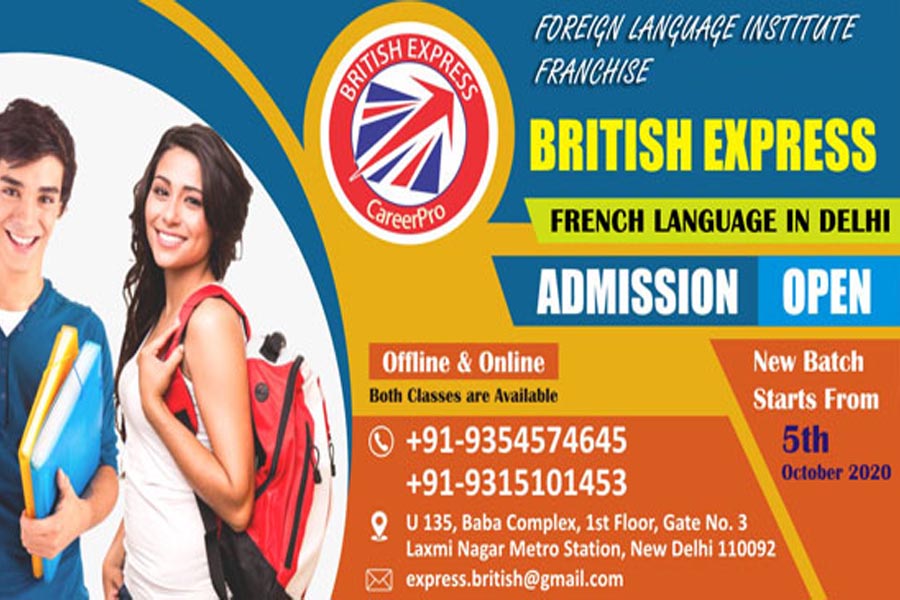 FOREIGN LANGUAGE INSTITUTE
FRANCHISE
BRITISH EXPRESS
CareerPro
BRITISH EXPRESS
FRENCH LANGUAGE IN DELHI
ADMISSION OPEN
Offline & Online
Both Classes are Available
New Batch
Starts From
5th
October 2020
+91-9354574645
+91-9315101453
U 135, Baba Complex, 1st Floor, Gate No. 3
Laxmi Nagar Metro Station, New Delhi 110092
express.british@gmail.com